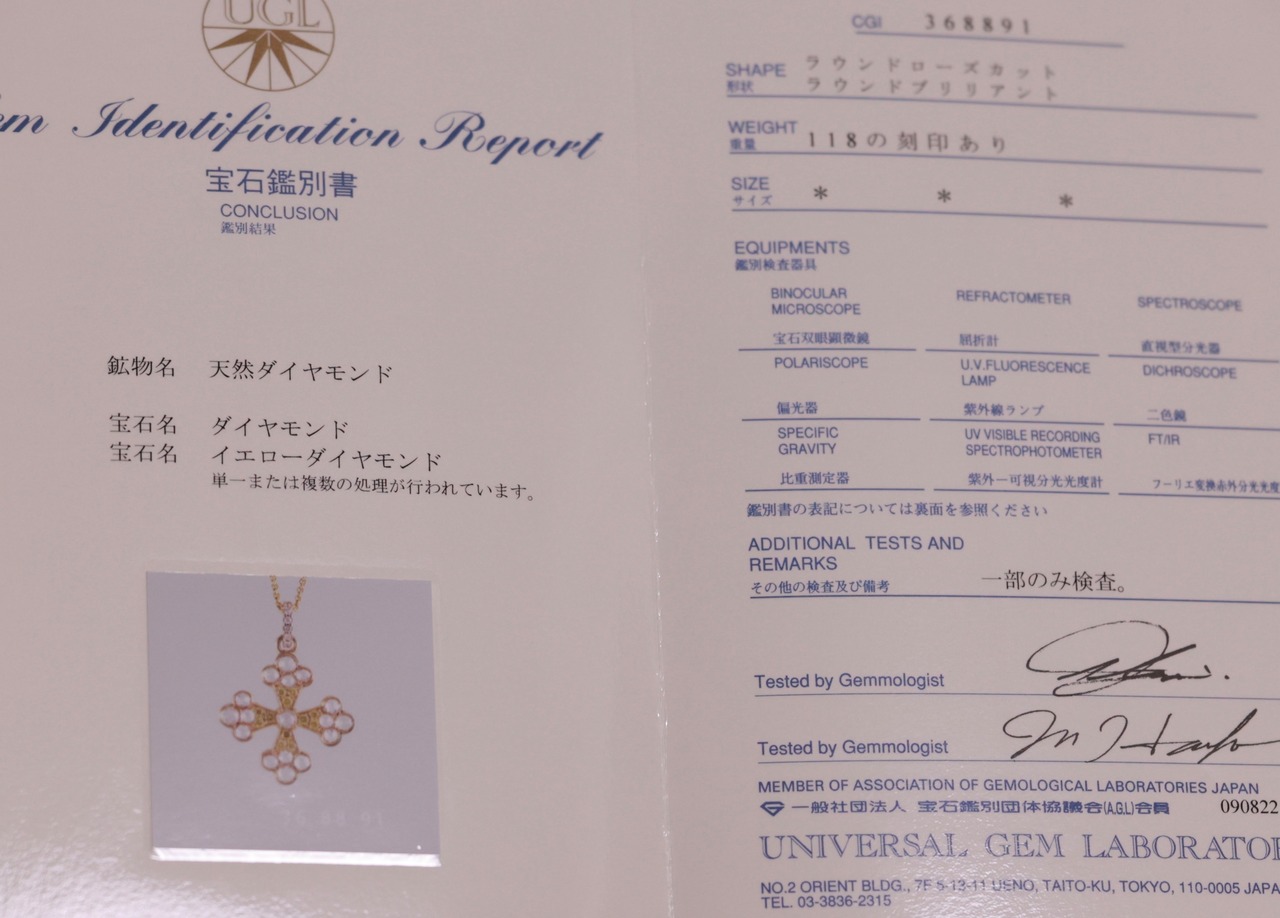 UGL
Identification Report
宝石鑑別書
CONCLUSION
鑑別結果
鉱物名 天然ダイヤモンド
宝石名 ダイヤモンド
宝石名 イエローダイヤモンド
単一または複数の処理が行われています。
CGI 368891
SHAPE ラウンドローズカット
形状 ラウンドブリリアント
WEIGHT
重量 118の刻印あり
SIZE
サイズ * * *
EQUIPMENTS
鑑別検査器具
BINOCULAR MICROSCOPE REFRACTOMETER SPECTROSCOPE
宝石双眼顕微鏡 屈折計 直視型分光器
POLARISCOPE U.V.FLUORESCENCE LAMP DICHROSCOPE
偏光器 紫外線ランプ 二色鏡
SPECIFIC GRAVITY UV VISIBLE RECORDING SPECTROPHOTOMETER FT/IR
比重測定器 紫外一可視分光光度計 フーリエ変換赤外分光光度
鑑別書の表記については裏面を参照ください
ADDITIONAL TESTS AND
REMARKS
その他の検査及び備考 一部のみ検査。
Tested by Gemmologist
Tested by Gemmologist
MEMBER OF ASSOCIATION OF GEMOLOGICAL LABORATORIES JAPAN
一般社団法人 宝石鑑別団体協議会(A.G.L)会員 090822
UNIVERSAL GEM LABORATO
NO.2 ORIENT BLDG., 7F 5-13-11 UENO, TAITO-KU, TOKYO, 110-0005 JAPA
TEL. 03-3836-2315